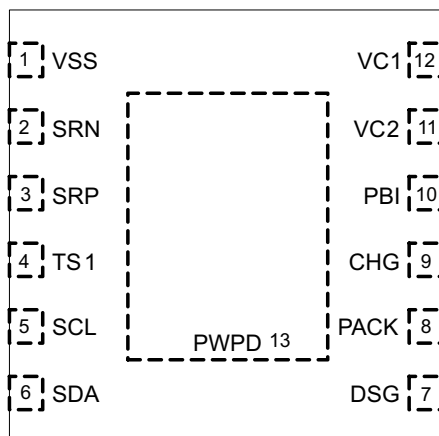 1 VSS VC1 12
2 SRN VC2 11
3 SRP PBI 10
4 TS1 CHG 9
5 SCL PACK 8
PWPD 13
6 SDA DSG 7